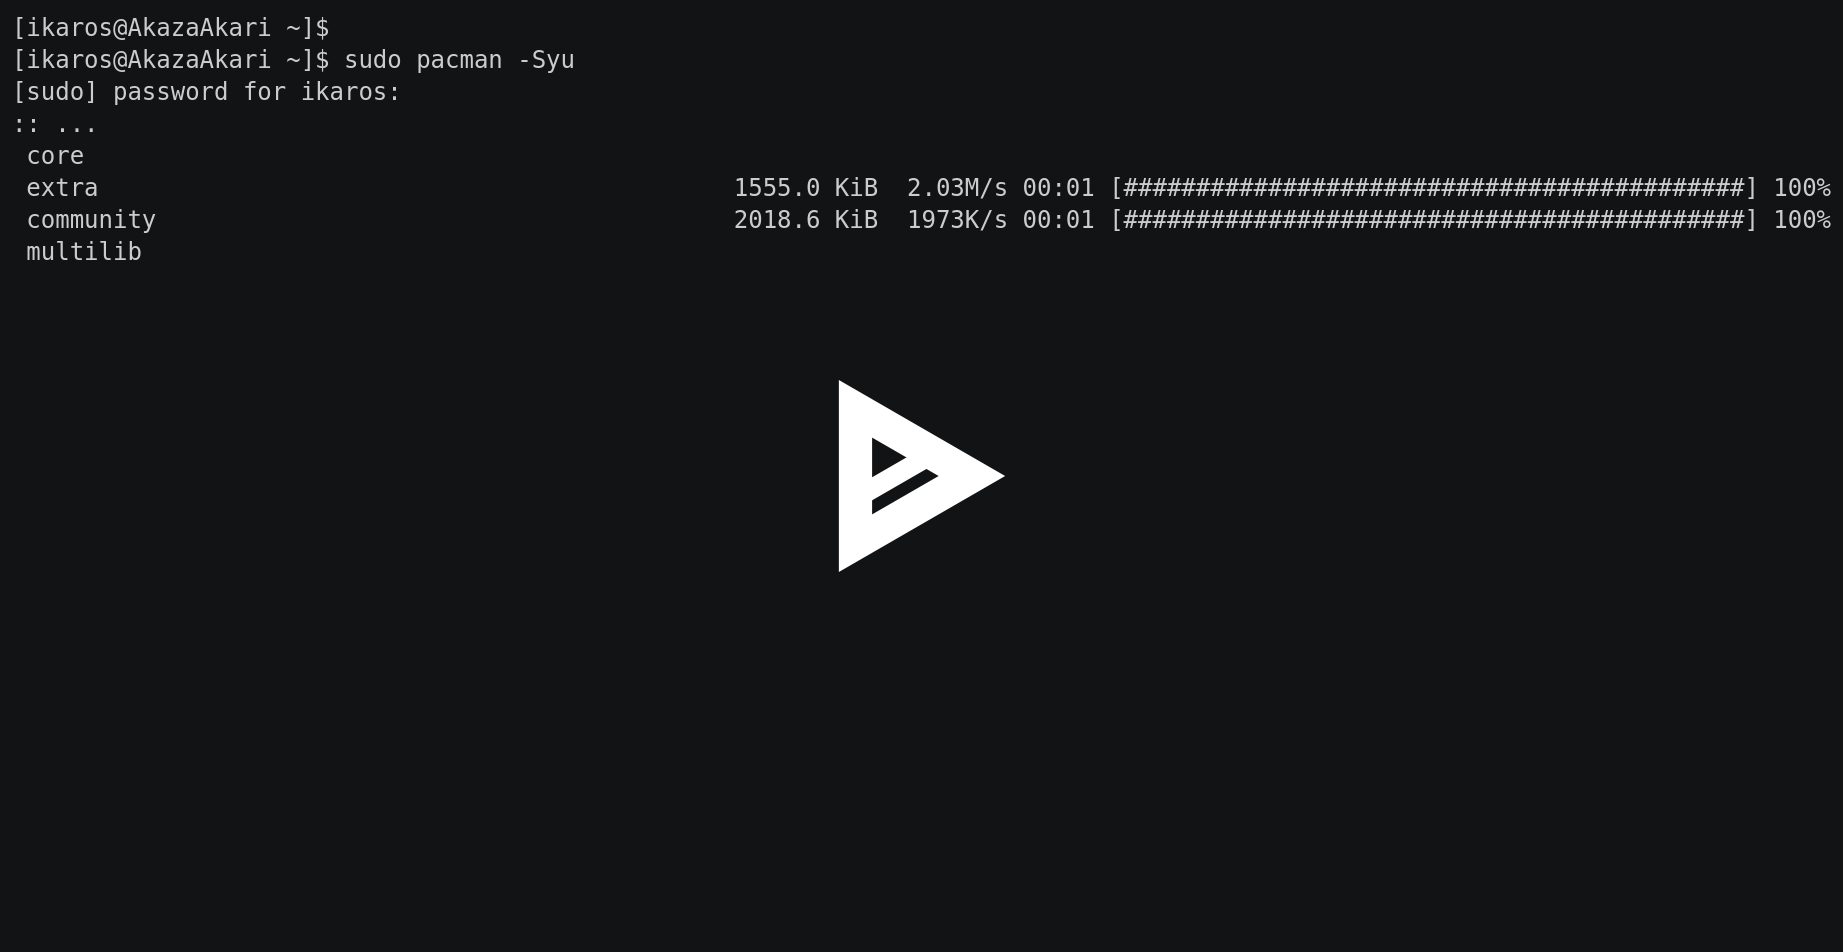 [ikaros@AkazaAkari ~]$
[ikaros@AkazaAkari ~]$ sudo pacman -Syu
[sudo] password for ikaros:
:: ...
core
extra 1555.0 KiB 2.03M/s 00:01 [###########################################] 100%
community 2018.6 KiB 1973K/s 00:01 [###########################################] 100%
multilib